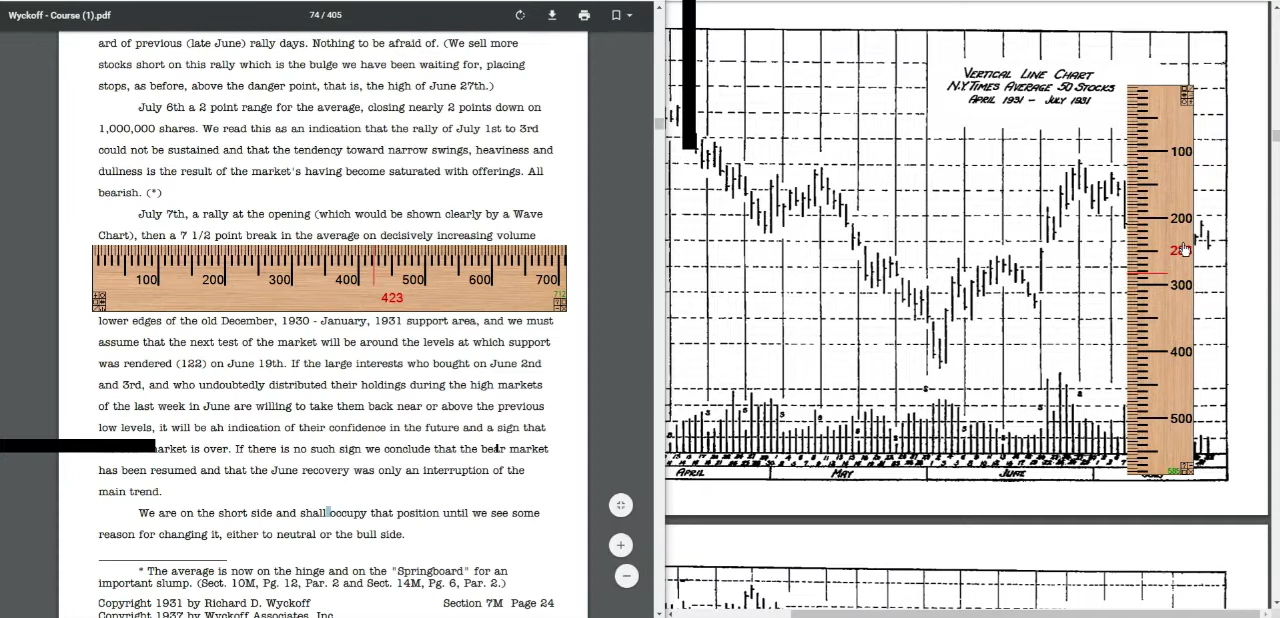 Wyckoff - Course (1).pdf
74 / 405
ard of previous (late June) rally days. Nothing to be afraid of. (We sell more
stocks short on this rally which is the bulge we have been waiting for, placing
stops, as before, above the danger point, that is, the high of June 27th.)
July 6th a 2 point range for the average, closing nearly 2 points down on
1,000,000 shares. We read this as an indication that the rally of July 1st to 3rd
could not be sustained and that the tendency toward narrow swings, heaviness and
dullness is the result of the market's having become saturated with offerings. All
bearish. (*)
July 7th, a rally at the opening (which would be shown clearly by a Wave
Chart), then a 7 1/2 point break in the average on decisively increasing volume
100 200 300 400 500 600 700
423
712
lower edges of the old December, 1930 - January, 1931 support area, and we must
assume that the next test of the market will be around the levels at which support
was rendered (122) on June 19th. If the large interests who bought on June 2nd
and 3rd, and who undoubtedly distributed their holdings during the high markets
of the last week in June are willing to take them back near or above the previous
low levels, it will be an indication of their confidence in the future and a sign that
arket is over. If there is no such sign we conclude that the bear market
has been resumed and that the June recovery was only an interruption of the
main trend.
We are on the short side and shall occupy that position until we see some
reason for changing it, either to neutral or the bull side.
* The average is now on the hinge and on the "Springboard" for an
important slump. (Sect. 10M, Pg. 12, Par. 2 and Sect. 14M, Pg. 6, Par. 2.)
Copyright 1931 by Richard D. Wyckoff Section 7M Page 24
Copyright 1937 by Wyckoff Associates, Inc.
VERTICAL LINE CHART
N.Y TIMES AVERAGE 50 STOCKS
APRIL 1931 - JULY 1931
100
200
300
400
500
585
APRIL MAY JUNE